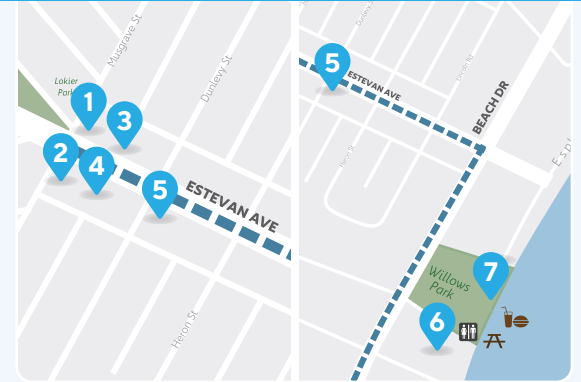 Musgrave St
Dunlevy St
Lokier
Park
1
3
2
4
5
ESTEVAN AVE
Heron St
5
ESTEVAN AVE
BEACH DR
Willows
Park
7
6